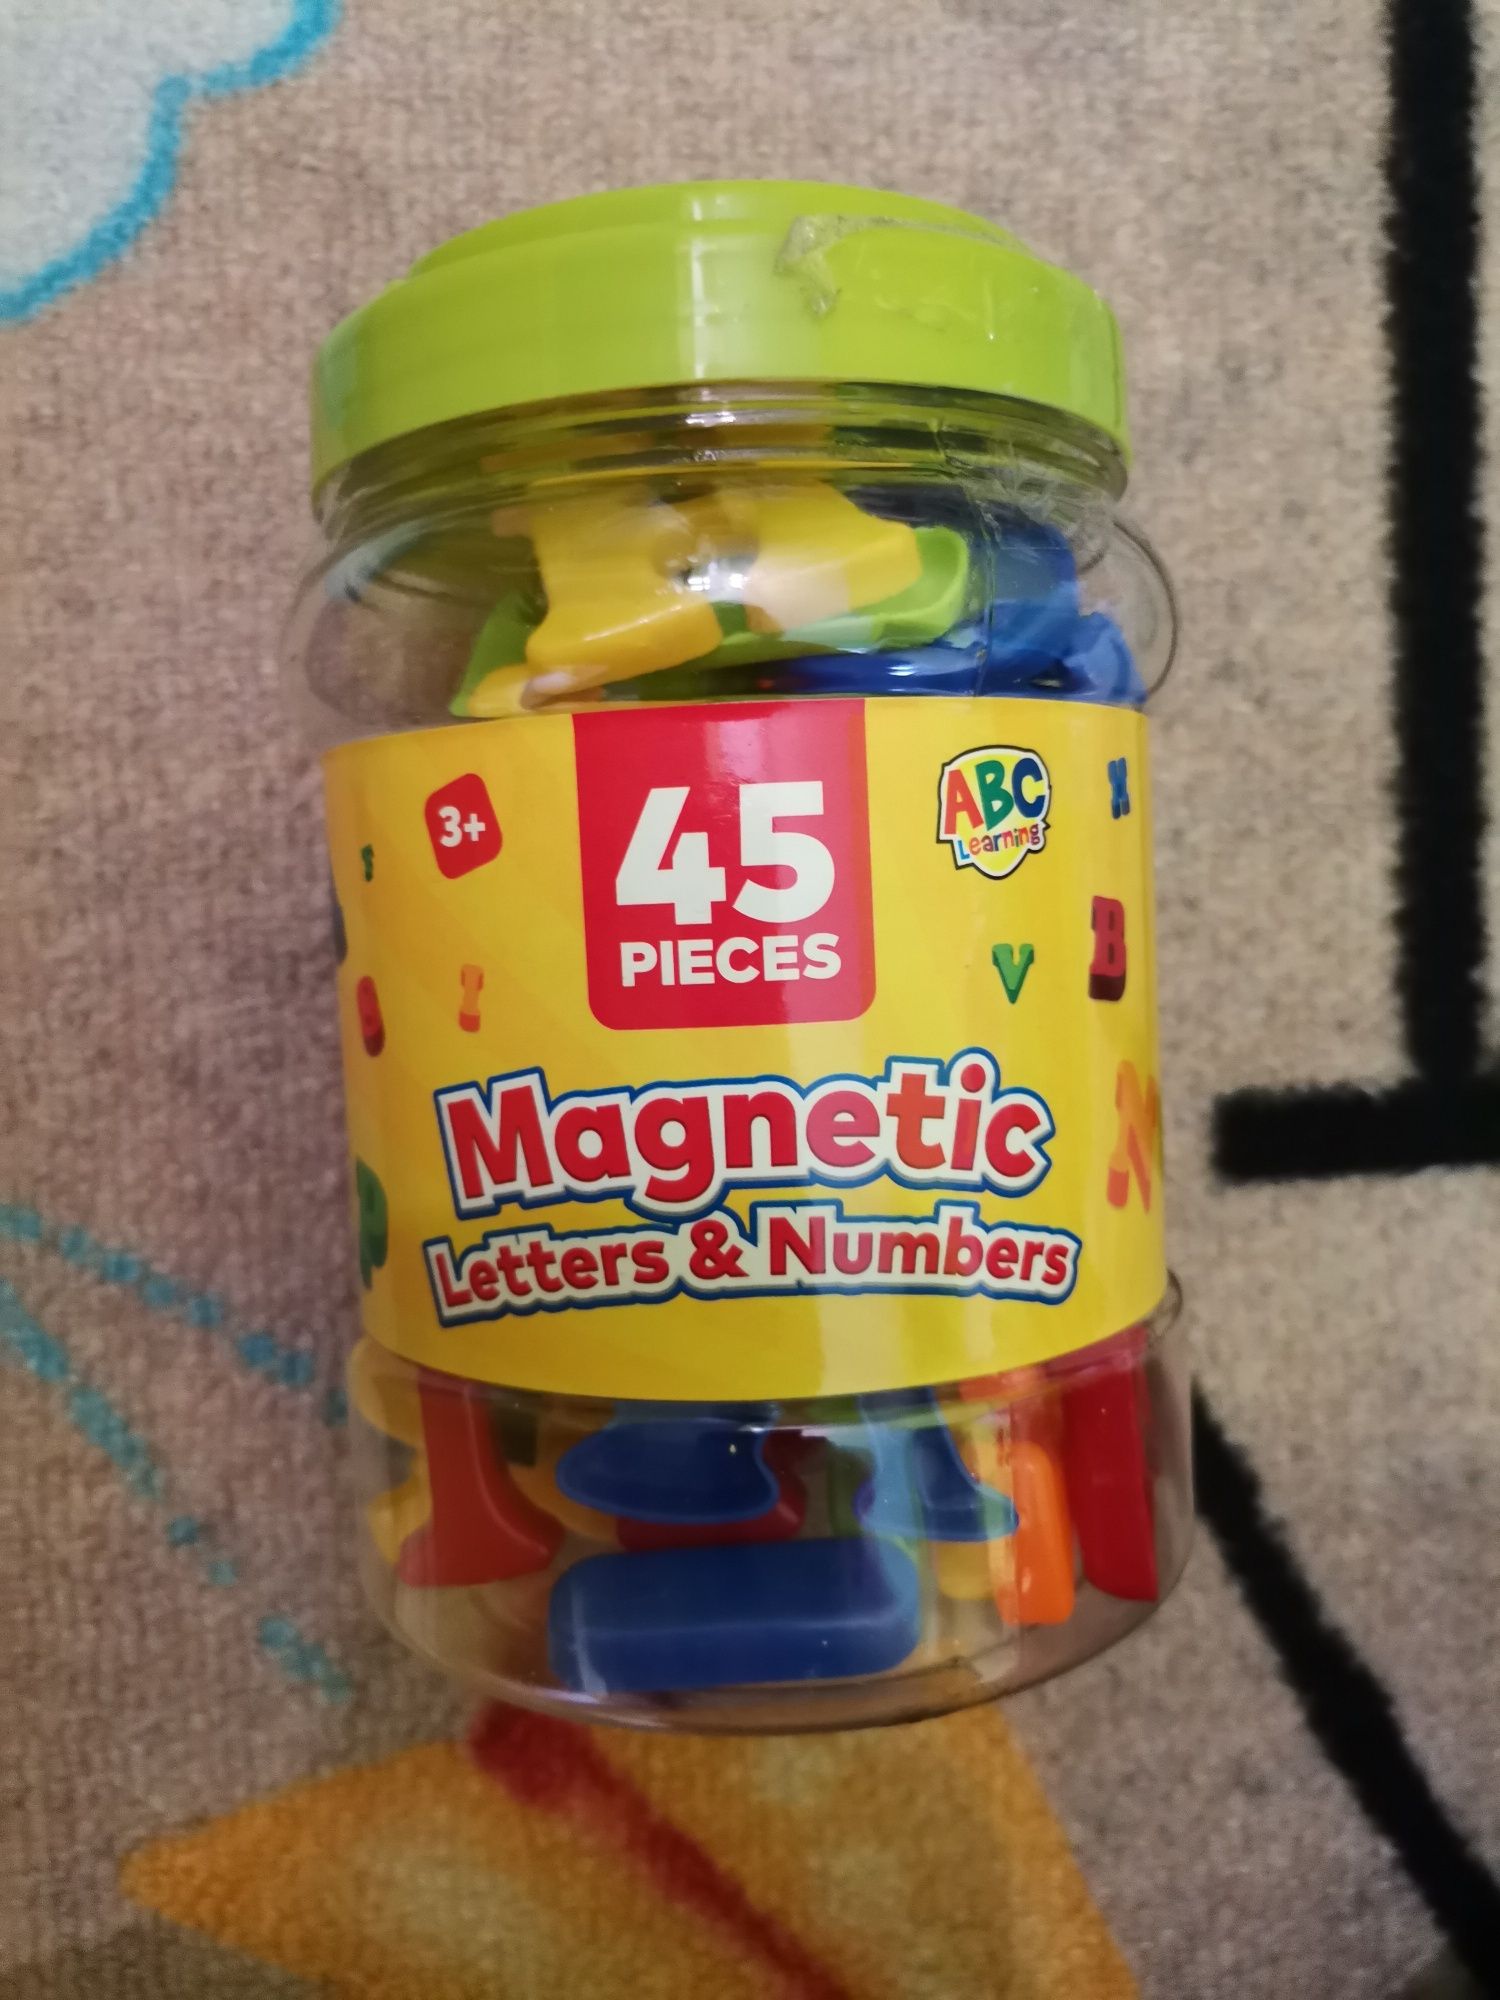 45
PIECES
3+
ABC
Learning
S
X
I
V
B
N
P
Magnetic
Letters & Numbers